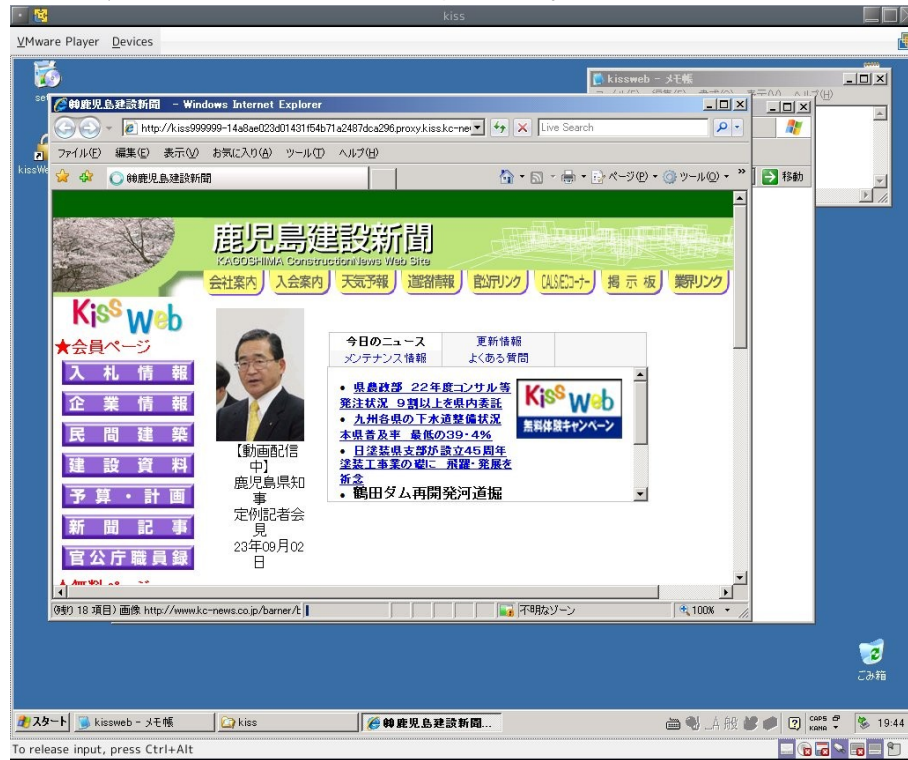 kiss
VMware Player Devices
kissweb - メモ帳
㈱鹿児島建設新聞 - Windows Internet Explorer
http://kiss999999-14a8ae023d01431f54b71a2487dca296.proxy.kiss.kc-ne
Live Search
ファイル(F) 編集(E) 表示(V) お気に入り(A) ツール(T) ヘルプ(H)
㈱鹿児島建設新聞
ページ(P) ツール(O)
移動
鹿児島建設新聞
KAGOSHIMA ConstructionNews Web Site
会社案内 入会案内 天気予報 道路情報 官公庁リンク CALS/ECコーナー 掲示板 業界リンク
Kiss Web
★会員ページ
入札情報
企業情報
民間建築
建設資料
予算・計画
新聞記事
官公庁職員録
【動画配信
中】
鹿児島県知
事
定例記者会
見
23年09月02
日
今日のニュース 更新情報
メンテナンス情報 よくある質問
• 県農政部 22年度コンサル等
発注状況 9割以上を県内委託
• 九州各県の下水道整備状況
本県普及率 最低の39・4%
• 日塗装県支部が設立45周年
塗装工事業の礎に 飛躍・発展を
祈念
• 鶴田ダム再開発河道掘
Kiss Web
無料体験キャンペーン
(残り 18 項目) 画像 http://www.kc-news.co.jp/barner/t
不明なゾーン
100%
ごみ箱
スタート kissweb - メモ帳 kiss ㈱鹿児島建設新聞...
A 般
CAPS
KANA
19:44
To release input, press Ctrl+Alt